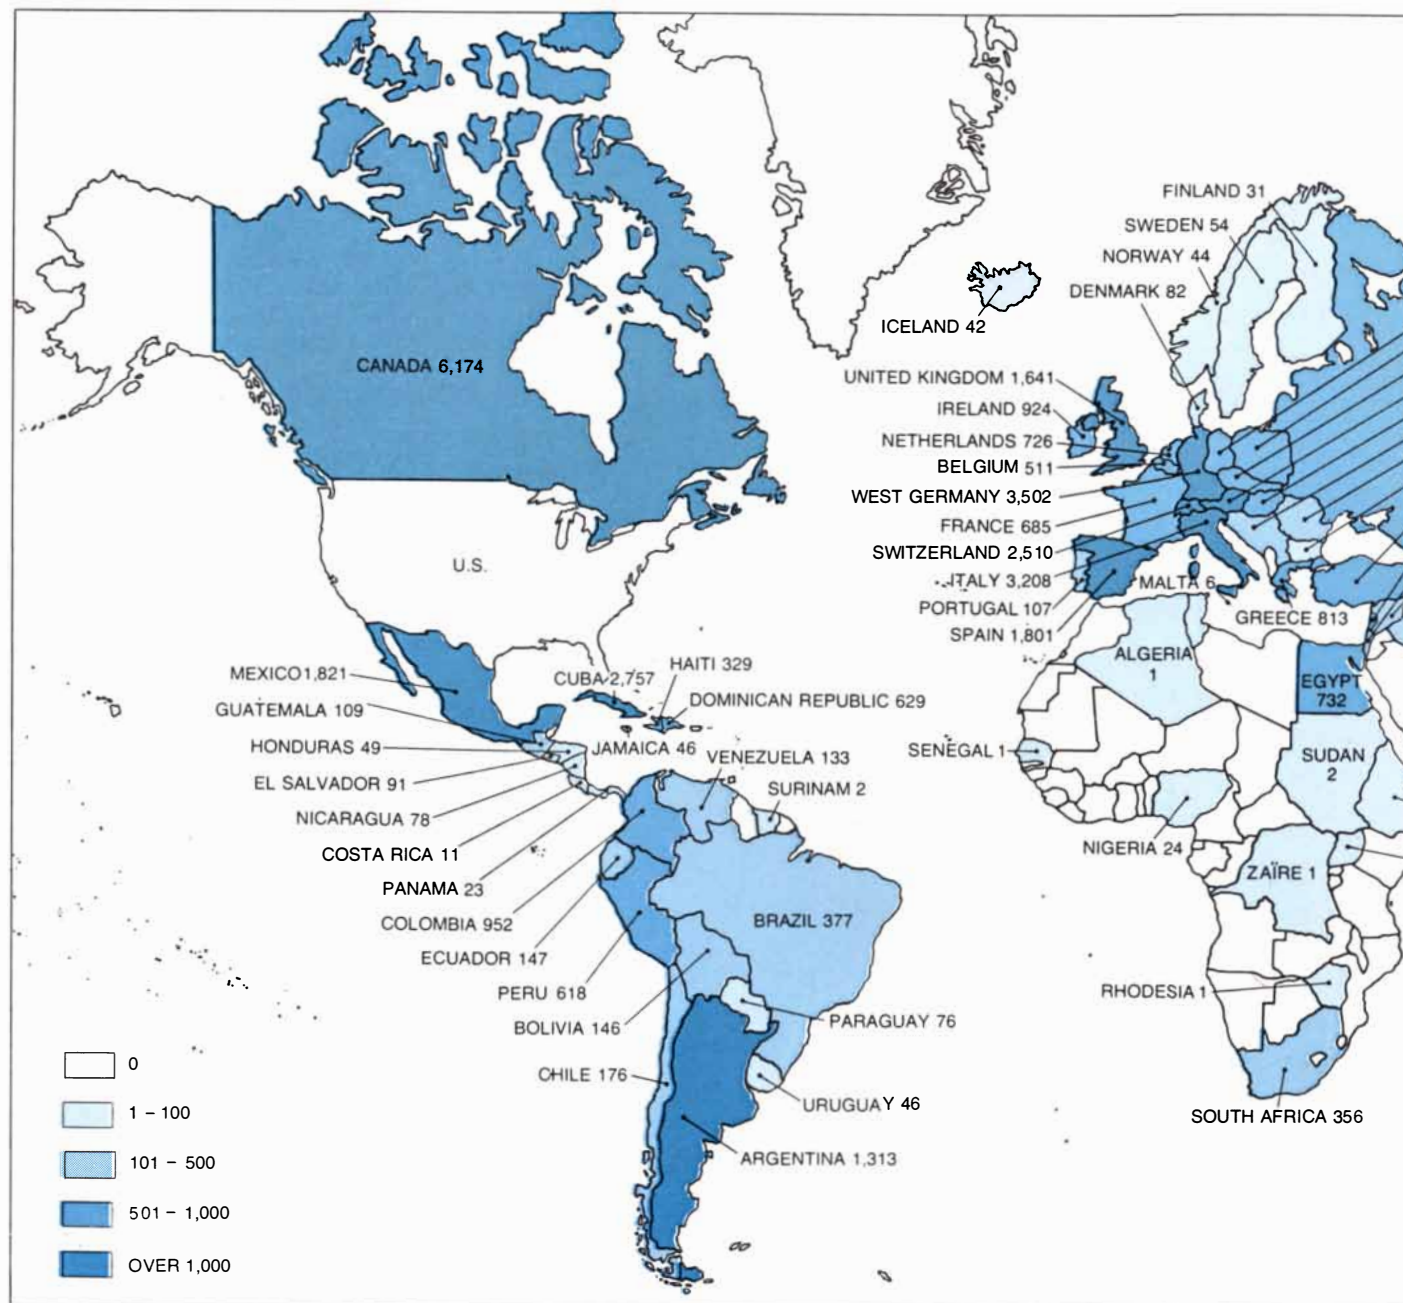 FINLAND 31
SWEDEN 54
NORWAY 44
DENMARK 82
ICELAND 42
CANADA 6,174
UNITED KINGDOM 1,641
IRELAND 924
NETHERLANDS 726
BELGIUM 511
WEST GERMANY 3,502
FRANCE 685
SWITZERLAND 2,510
U.S.
ITALY 3,208
MALTA 6
PORTUGAL 107
GREECE 813
SPAIN 1,801
ALGERIA
1
MEXICO 1,821
CUBA 2,757
HAITI 329
EGYPT
732
GUATEMALA 109
DOMINICAN REPUBLIC 629
HONDURAS 49
JAMAICA 46
SENEGAL 1
SUDAN
2
EL SALVADOR 91
VENEZUELA 133
SURINAM 2
NICARAGUA 78
COSTA RICA 11
NIGERIA 24
PANAMA 23
ZAÏRE 1
COLOMBIA 952
BRAZIL 377
ECUADOR 147
PERU 618
RHODESIA 1
BOLIVIA 146
PARAGUAY 76
CHILE 176
URUGUAY 46
SOUTH AFRICA 356
ARGENTINA 1,313
0
1 – 100
101 – 500
501 – 1,000
OVER 1,000